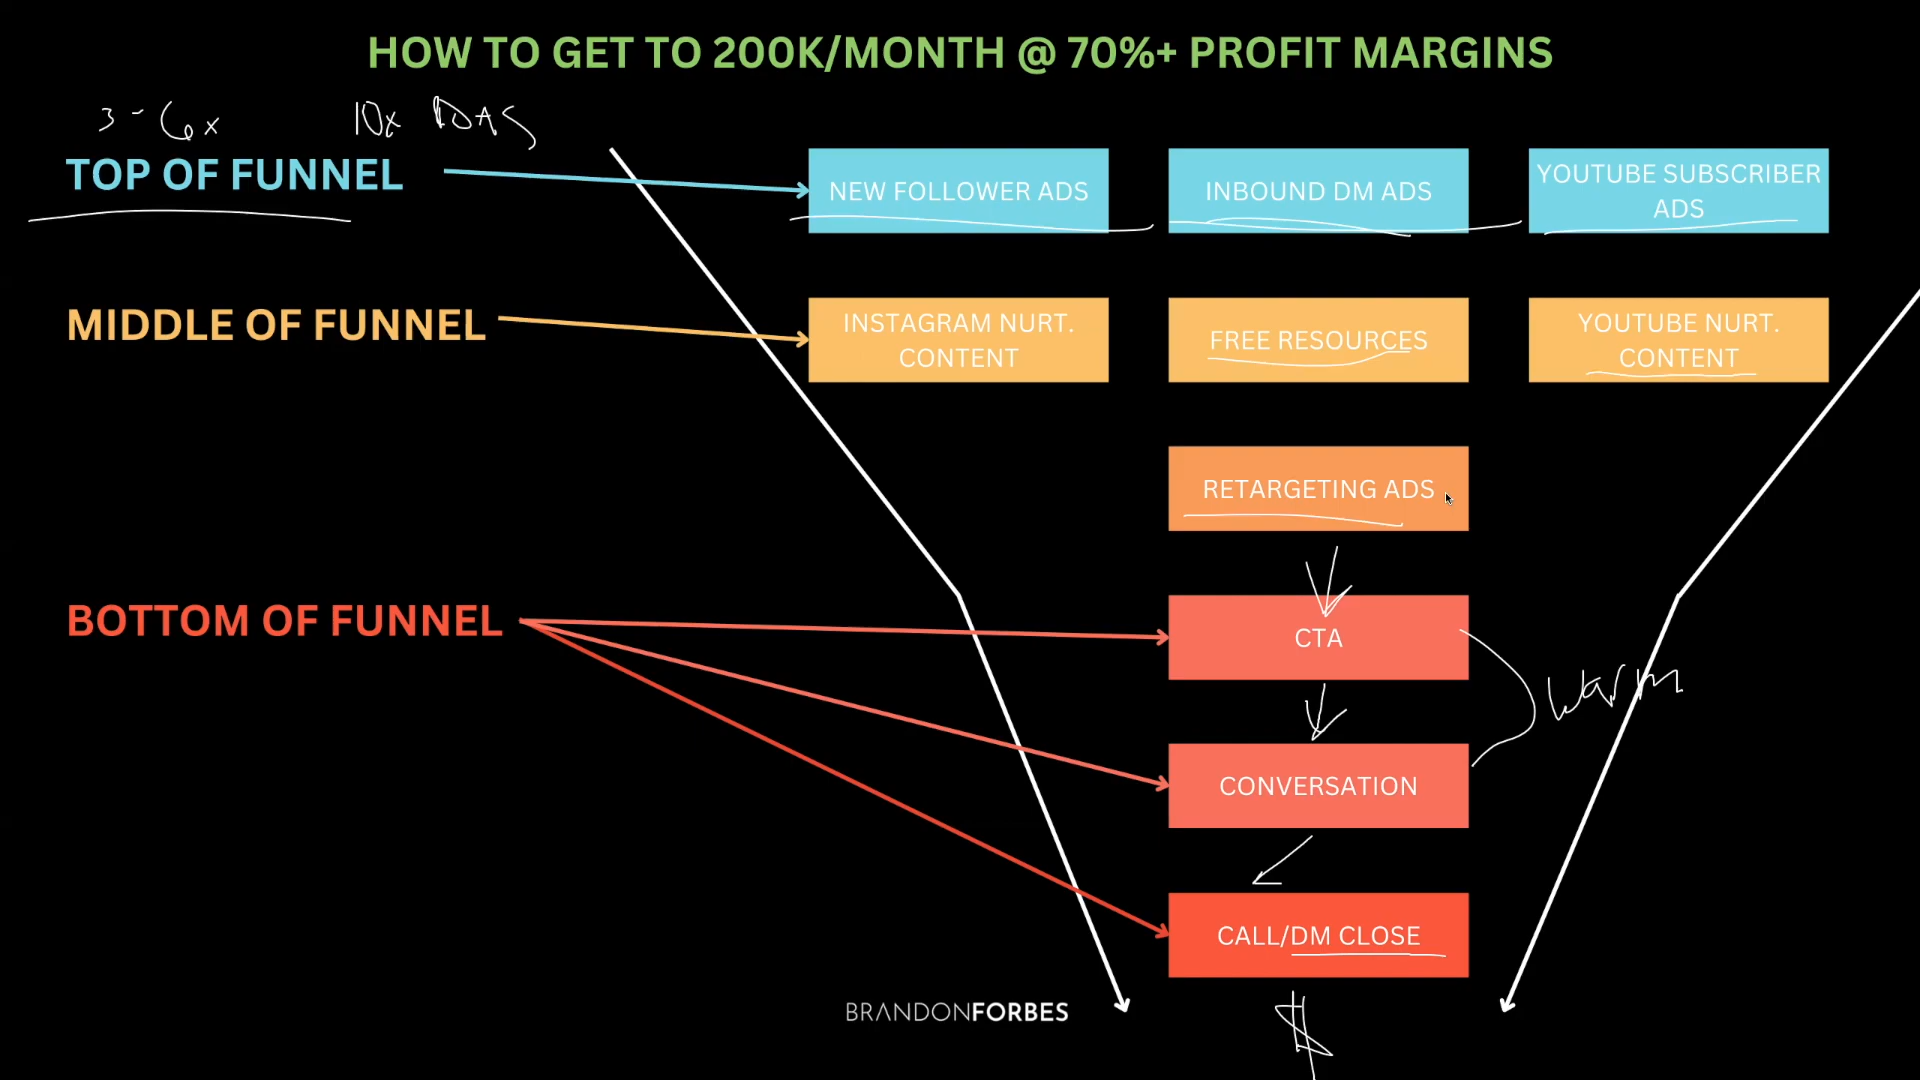 HOW TO GET TO 200K/MONTH @ 70%+ PROFIT MARGINS
3-6x 10x ROAS
TOP OF FUNNEL
NEW FOLLOWER ADS
INBOUND DM ADS
YOUTUBE SUBSCRIBER
ADS
MIDDLE OF FUNNEL
INSTAGRAM NURT.
CONTENT
FREE RESOURCES
YOUTUBE NURT.
CONTENT
RETARGETING ADS
BOTTOM OF FUNNEL
CTA
warm
CONVERSATION
CALL/DM CLOSE
BRANDONFORBES
$